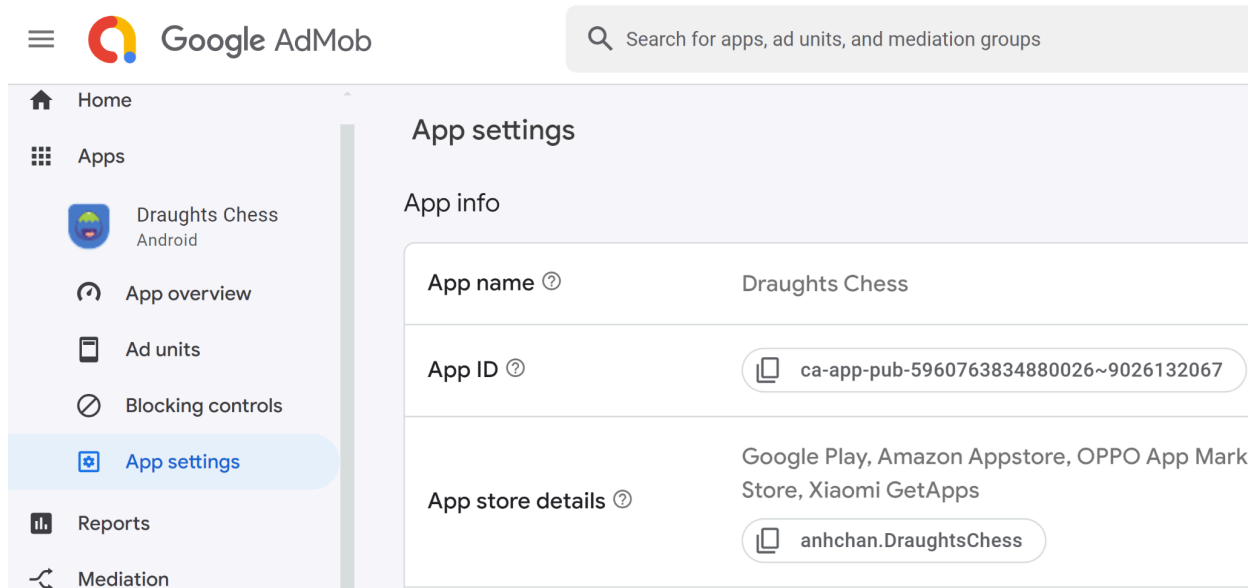 Google AdMob
Search for apps, ad units, and mediation groups
Home
Apps
Draughts Chess
Android
App overview
Ad units
Blocking controls
App settings
Reports
Mediation
App settings
App info
App name
Draughts Chess
App ID
ca-app-pub-5960763834880026~9026132067
App store details
Google Play, Amazon Appstore, OPPO App Mark
Store, Xiaomi GetApps
anhchan.DraughtsChess